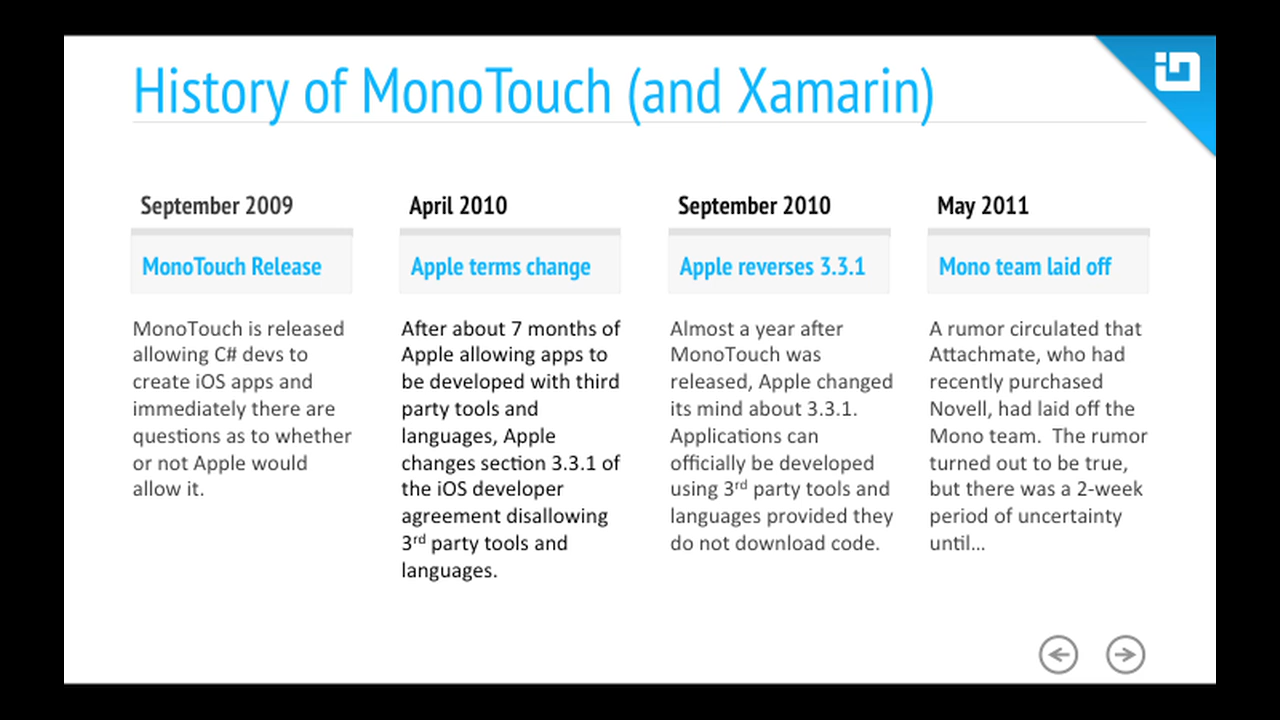 History of MonoTouch (and Xamarin)
September 2009
MonoTouch Release
MonoTouch is released
allowing C# devs to
create iOS apps and
immediately there are
questions as to whether
or not Apple would
allow it.
April 2010
Apple terms change
After about 7 months of
Apple allowing apps to
be developed with third
party tools and
languages, Apple
changes section 3.3.1 of
the iOS developer
agreement disallowing
3rd party tools and
languages.
September 2010
Apple reverses 3.3.1
Almost a year after
MonoTouch was
released, Apple changed
its mind about 3.3.1.
Applications can
officially be developed
using 3rd party tools and
languages provided they
do not download code.
May 2011
Mono team laid off
A rumor circulated that
Attachmate, who had
recently purchased
Novell, had laid off the
Mono team.  The rumor
turned out to be true,
but there was a 2-week
period of uncertainty
until...